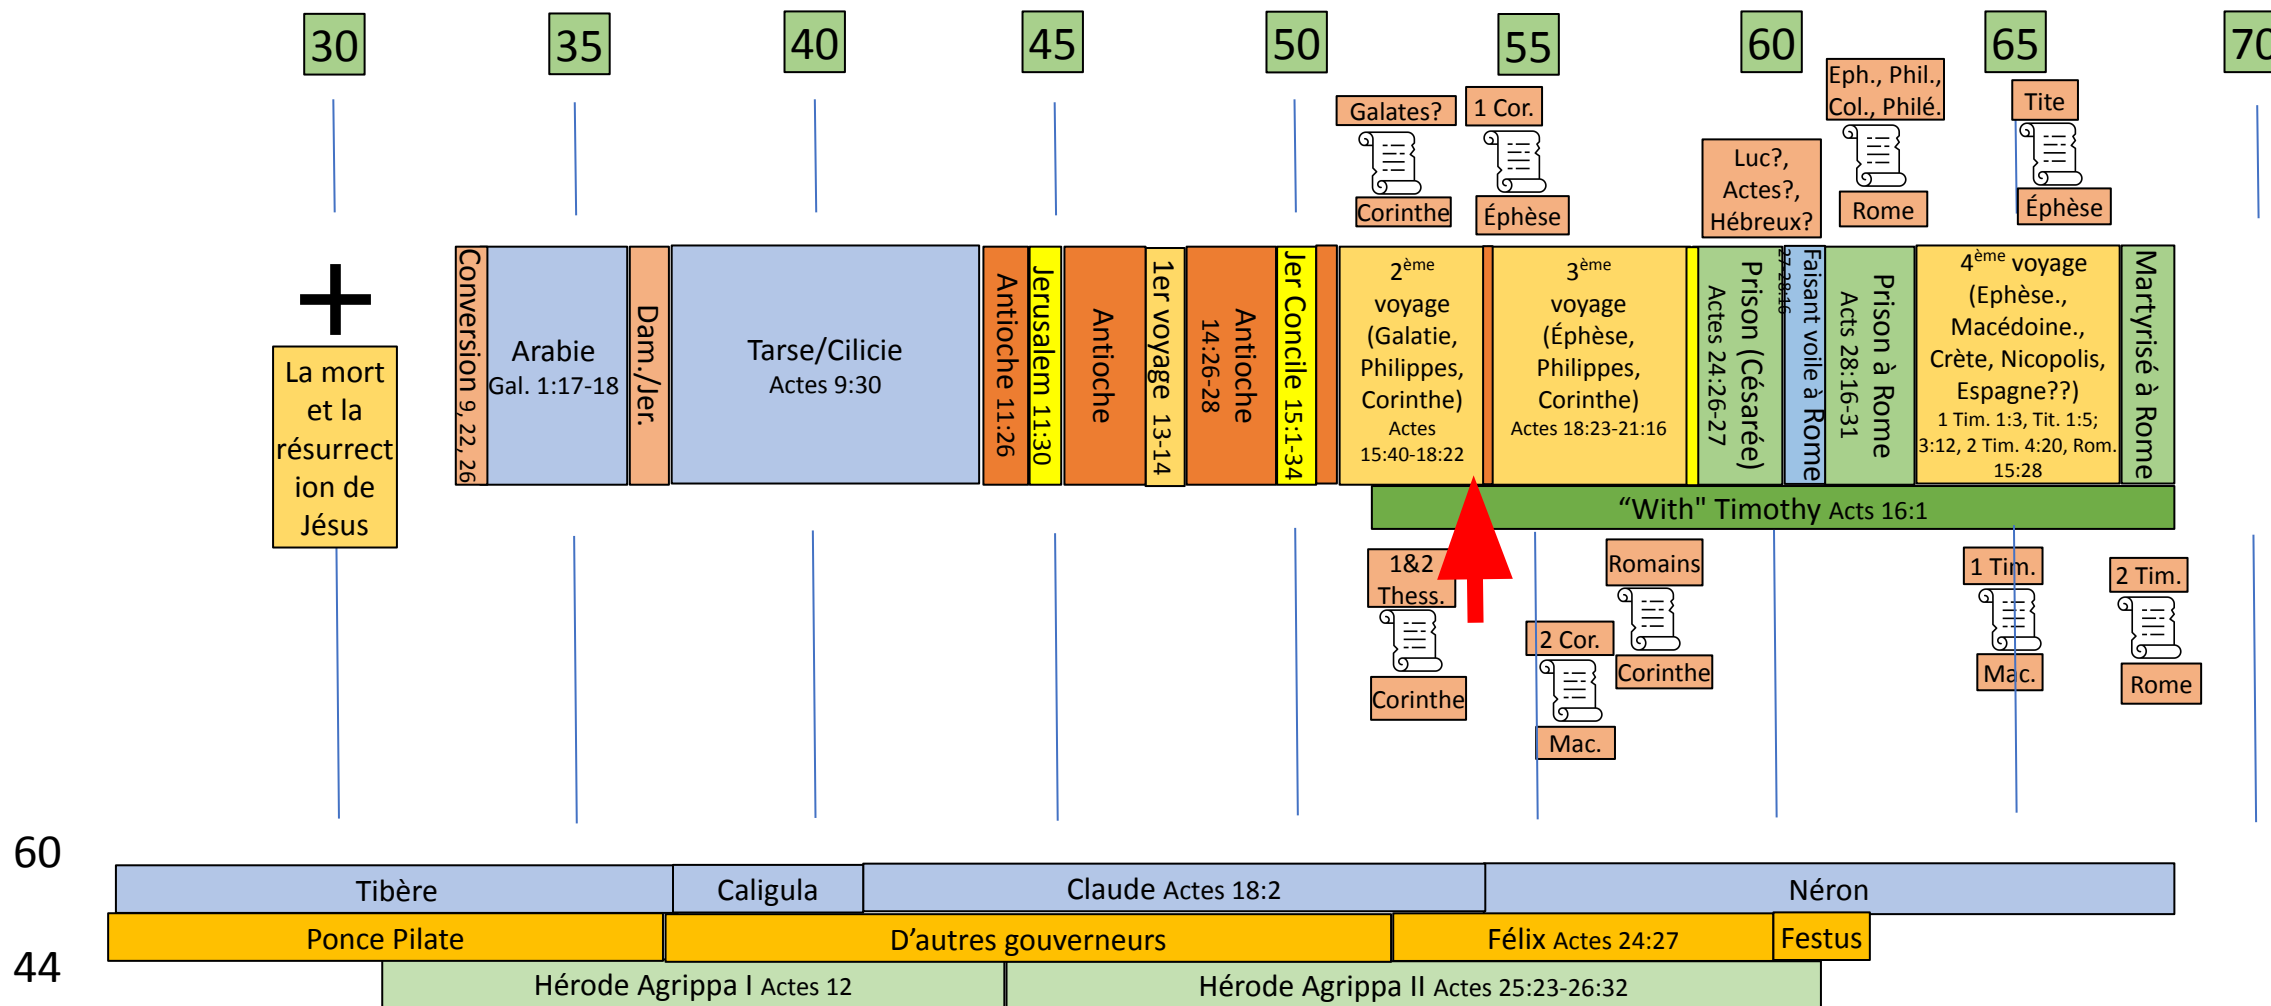 30
35
40
45
50
55
60
65
70
Galates?
Corinthe
1 Cor.
Éphèse
Luc?,
Actes?,
Hébreux?
Eph., Phil.,
Col., Philé.
Rome
Tite
Éphèse
La mort
et la
résurrect
ion de
Jésus
Conversion 9, 22, 26
Arabie
Gal. 1:17-18
Dam./Jer.
Tarse/Cilicie
Actes 9:30
Antioche 11:26
Jerusalem 11:30
Antioche
1er voyage 13-14
Antioche
14:26-28
Jer Concile 15:1-34
2ème
voyage
(Galatie,
Philippes,
Corinthe)
Actes
15:40-18:22
3ème
voyage
(Éphèse,
Philippes,
Corinthe)
Actes 18:23-21:16
Prison (Césarée)
Actes 24:26-27
Faisant voile à Rome
27-28:16
Prison à Rome
Acts 28:16-31
4ème voyage
(Ephèse.,
Macédoine.,
Crète, Nicopolis,
Espagne??)
1 Tim. 1:3, Tit. 1:5;
3:12, 2 Tim. 4:20, Rom.
15:28
Martyrisé à Rome
“With" Timothy Acts 16:1
1&2
Thess.
Corinthe
2 Cor.
Mac.
Romains
Corinthe
1 Tim.
Mac.
2 Tim.
Rome
60
Tibère
Caligula
Claude Actes 18:2
Néron
Ponce Pilate
D’autres gouverneurs
Félix Actes 24:27
Festus
44
Hérode Agrippa I Actes 12
Hérode Agrippa II Actes 25:23-26:32